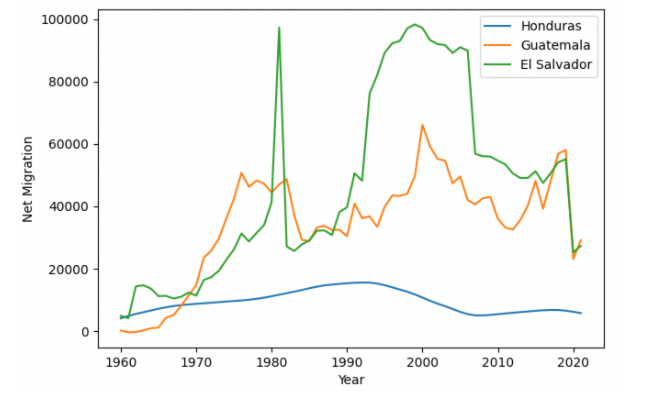 100000
80000
60000
40000
20000
0
Net Migration
1960 1970 1980 1990 2000 2010 2020
Year
Honduras
Guatemala
El Salvador